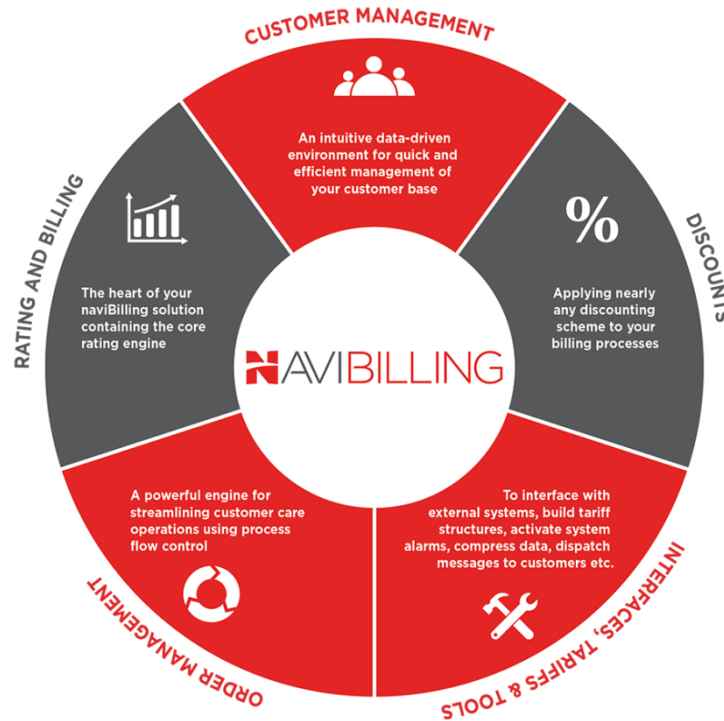 CUSTOMER MANAGEMENT
An intuitive data-driven
environment for quick and
efficient management of
your customer base
DISCOUNTS
%
Applying nearly
any discounting
scheme to your
billing processes
INTERFACES, TARIFFS & TOOLS
To interface with
external systems, build tariff
structures, activate system
alarms, compress data, dispatch
messages to customers etc.
ORDER MANAGEMENT
A powerful engine for
streamlining customer care
operations using process
flow control
RATING AND BILLING
The heart of your
naviBilling solution
containing the core
rating engine
NAVIBILLING